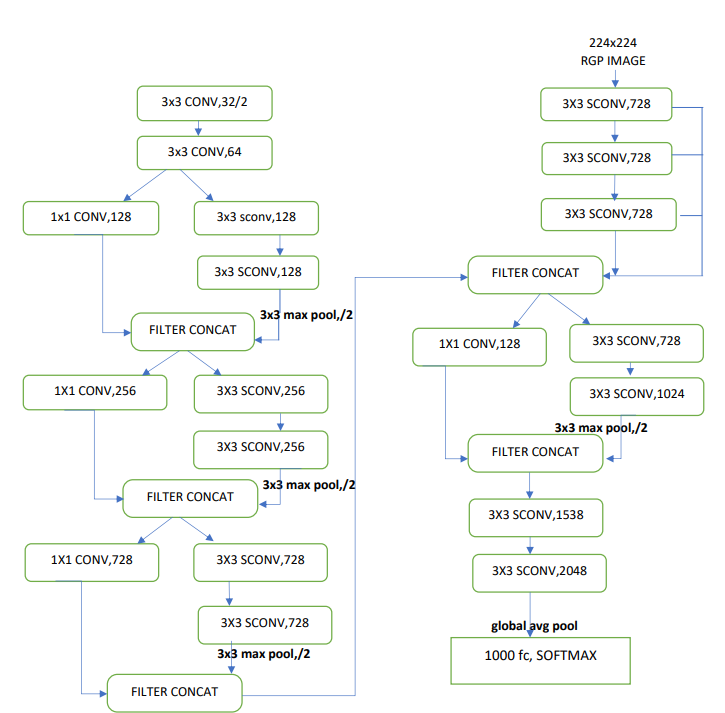 3x3 CONV,32/2
3x3 CONV,64
1x1 CONV,128
3x3 sconv,128
3x3 SCONV,128
3x3 max pool,/2
FILTER CONCAT
1X1 CONV,256
3X3 SCONV,256
3X3 SCONV,256
3x3 max pool,/2
FILTER CONCAT
1X1 CONV,728
3X3 SCONV,728
3X3 SCONV,728
3x3 max pool,/2
FILTER CONCAT
224x224
RGP IMAGE
3X3 SCONV,728
3X3 SCONV,728
3X3 SCONV,728
FILTER CONCAT
1X1 CONV,128
3X3 SCONV,728
3X3 SCONV,1024
3x3 max pool,/2
FILTER CONCAT
3X3 SCONV,1538
3X3 SCONV,2048
global avg pool
1000 fc, SOFTMAX